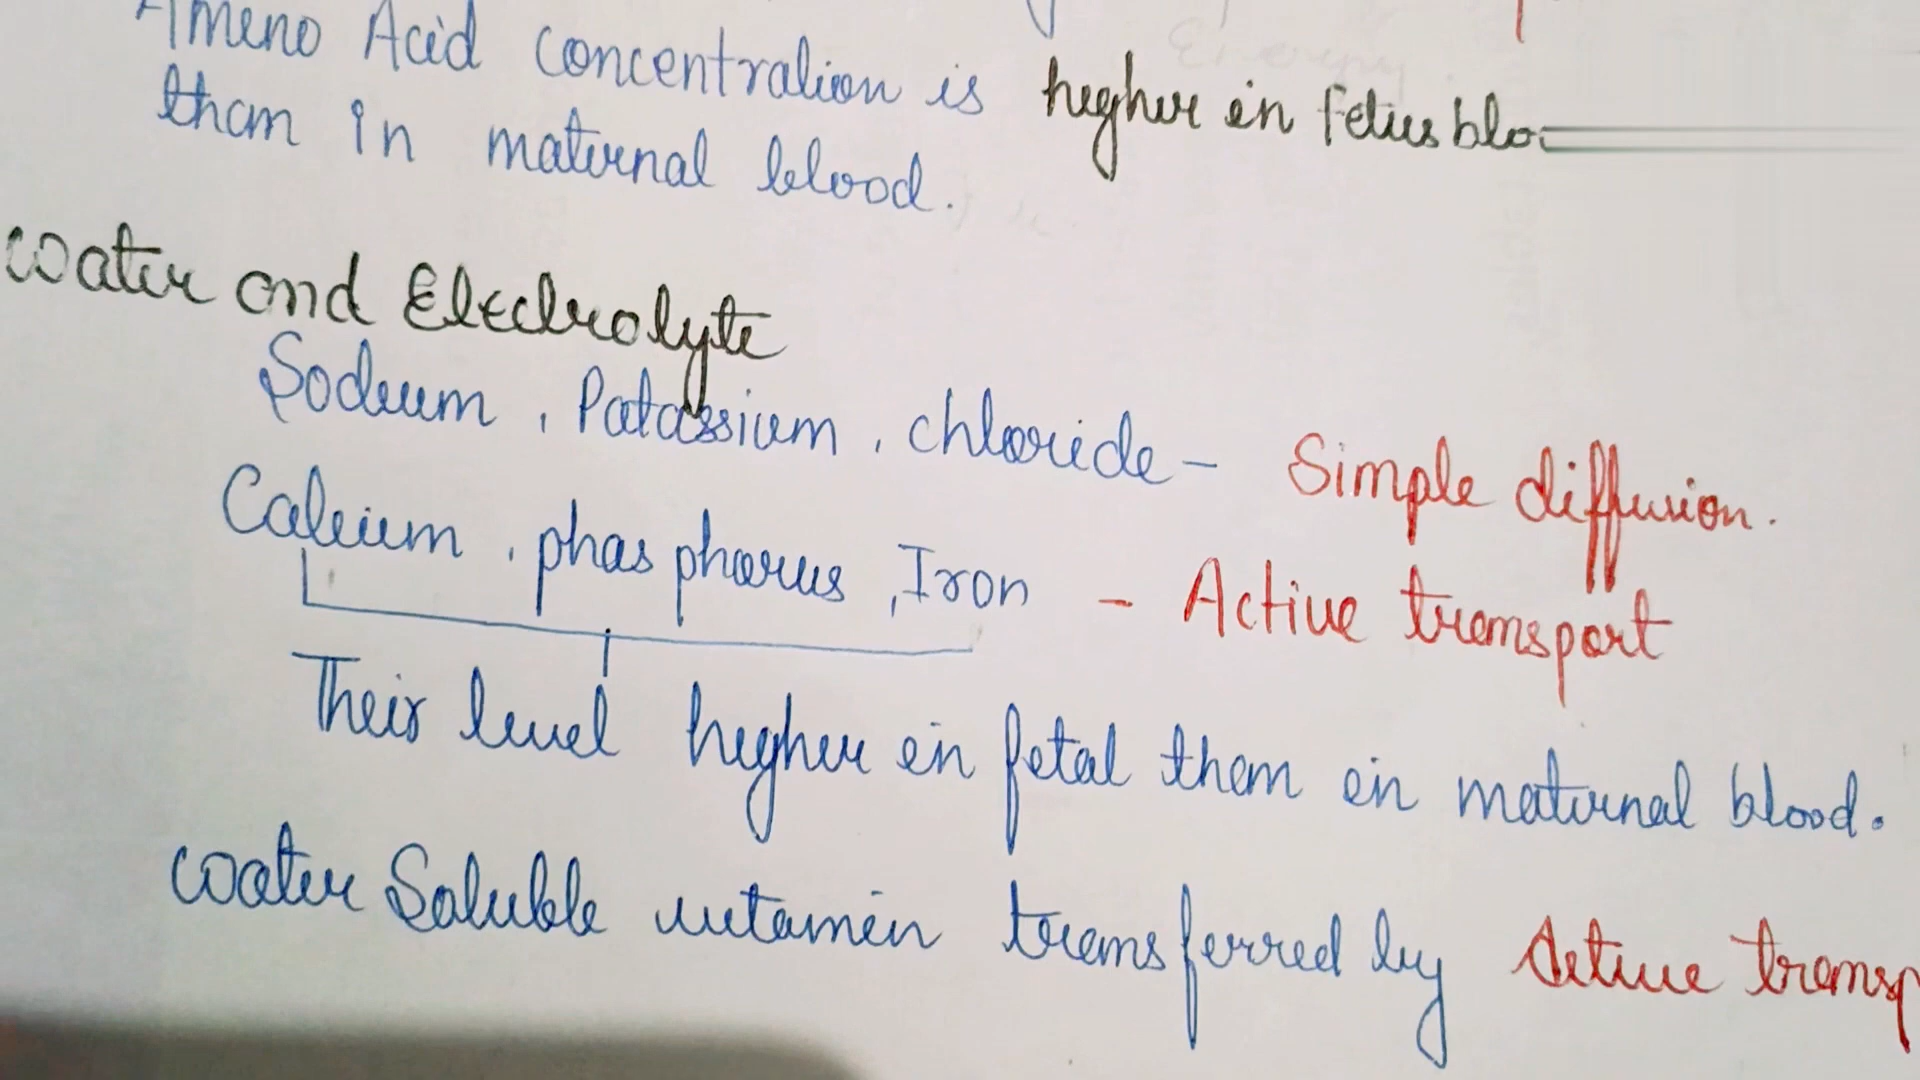 Amino Acid concentration is higher in fetus bloo
than in maternal blood.
water and Electrolyte
Sodium, Potassium, chloride - Simple diffusion.
Calcium, phosphorus, Iron - Active transport
Their level higher in fetal than in maternal blood.
water Soluble vitamin transferred by Active transp